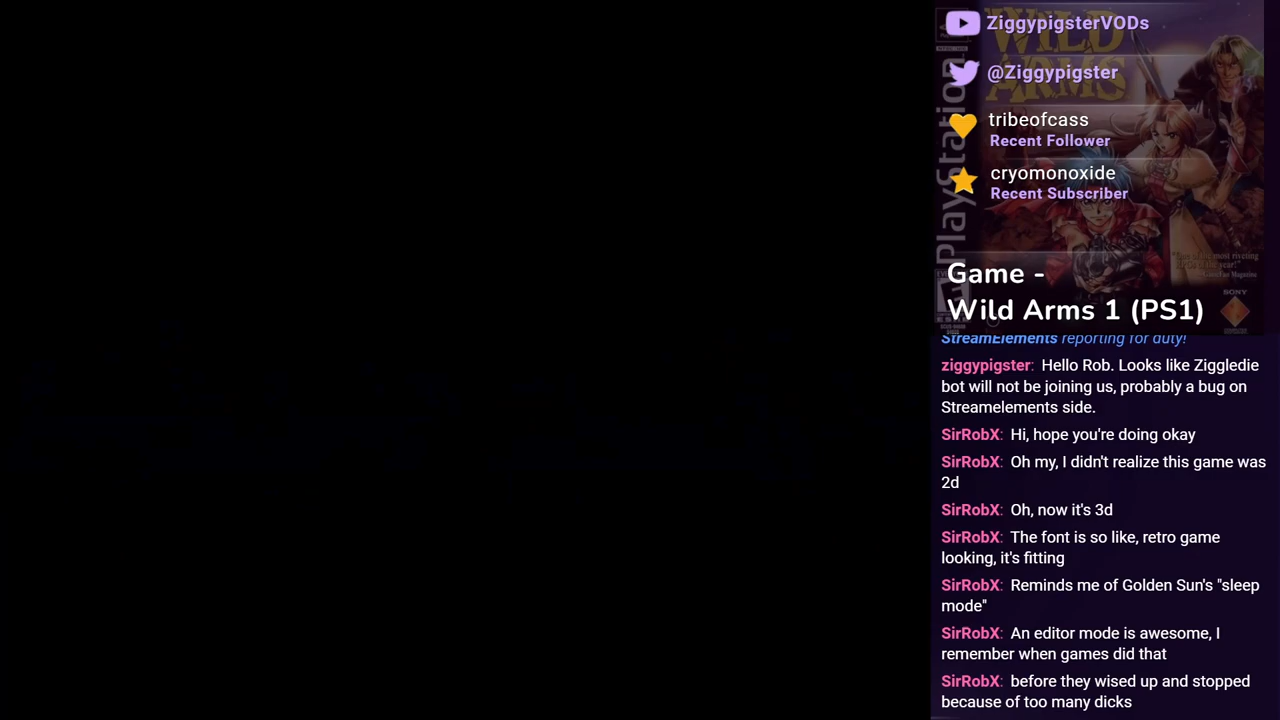 ZiggypigsterVODs
@Ziggypigster
tribeofcass
Recent Follower
cryomonoxide
Recent Subscriber
WILD
ARMS
PlayStation
SONY
Game -
Wild Arms 1 (PS1)
StreamElements reporting for duty!
ziggypigster: Hello Rob. Looks like Ziggledie
bot will not be joining us, probably a bug on
Streamelements side.
SirRobX: Hi, hope you're doing okay
SirRobX: Oh my, I didn't realize this game was
2d
SirRobX: Oh, now it's 3d
SirRobX: The font is so like, retro game
looking, it's fitting
SirRobX: Reminds me of Golden Sun's "sleep
mode"
SirRobX: An editor mode is awesome, I
remember when games did that
SirRobX: before they wised up and stopped
because of too many dicks